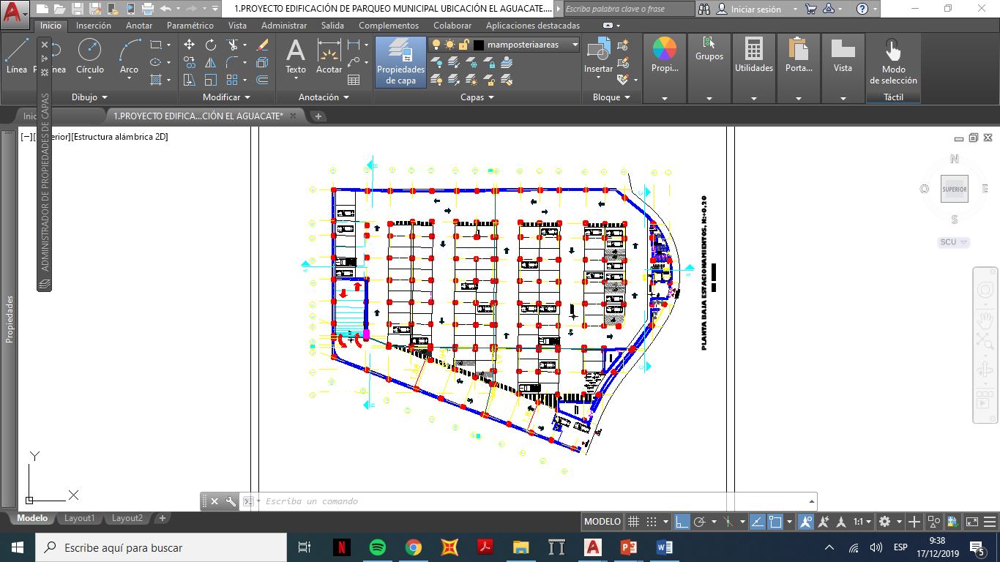 1.PROYECTO EDIFICACIÓN DE PARQUEO MUNICIPAL UBICACIÓN EL AGUACATE....
Escriba palabra clave o frase
Iniciar sesión
Inicio Inserción Anotar Paramétrico Vista Administrar Salida Complementos Colaborar Aplicaciones destacadas
mamposteriaareas
Línea
Círculo Arco
Texto Acotar
Propiedades
de capa
Insertar
Propi...
Grupos
Utilidades
Porta...
Vista
Modo
de selección
Dibujo Modificar Anotación Capas Bloque Táctil
1.PROYECTO EDIFICA...CIÓN EL AGUACATE*
ADMINISTRADOR DE PROPIEDADES DE CAPAS
[Estructura alámbrica 2D]
Propiedades
N
O SUPERIOR E
S
SCU
PLANTA BAJA ESTACIONAMIENTOS, N:+0,20
Y
X
Escriba un comando
Modelo Layout1 Layout2
MODELO 1:1
Escribe aquí para buscar
ESP
9:38
17/12/2019
5